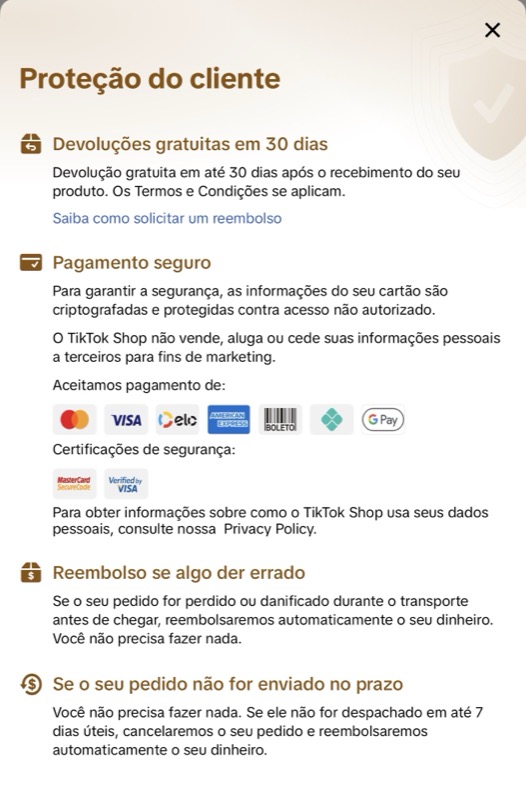 Proteção do cliente
Devoluções gratuitas em 30 dias
Devolução gratuita em até 30 dias após o recebimento do seu
produto. Os Termos e Condições se aplicam.
Saiba como solicitar um reembolso
Pagamento seguro
Para garantir a segurança, as informações do seu cartão são
criptografadas e protegidas contra acesso não autorizado.
O TikTok Shop não vende, aluga ou cede suas informações pessoais
a terceiros para fins de marketing.
Aceitamos pagamento de:
VISA elo AMERICAN EXPRESS BOLETO G Pay
Certificações de segurança:
MasterCard SecureCode Verified by VISA
Para obter informações sobre como o TikTok Shop usa seus dados
pessoais, consulte nossa Privacy Policy.
Reembolso se algo der errado
Se o seu pedido for perdido ou danificado durante o transporte
antes de chegar, reembolsaremos automaticamente o seu dinheiro.
Você não precisa fazer nada.
Se o seu pedido não for enviado no prazo
Você não precisa fazer nada. Se ele não for despachado em até 7
dias úteis, cancelaremos o seu pedido e reembolsaremos
automaticamente o seu dinheiro.